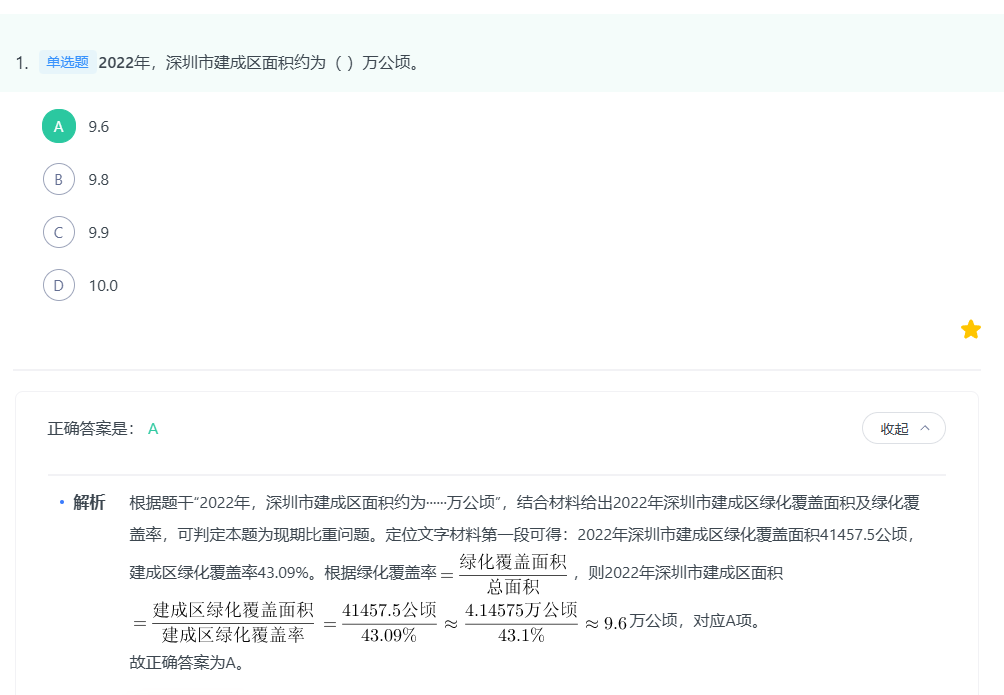 1. 单选题 2022年，深圳市建成区面积约为（ ）万公顷。
A 9.6
B 9.8
C 9.9
D 10.0
正确答案是： A 收起
• 解析 根据题干“2022年，深圳市建成区面积约为……万公顷”，结合材料给出2022年深圳市建成区绿化覆盖面积及绿化覆
盖率，可判定本题为现期比重问题。定位文字材料第一段可得：2022年深圳市建成区绿化覆盖面积41457.5公顷，
建成区绿化覆盖率43.09%。根据绿化覆盖率＝绿化覆盖面积/总面积，则2022年深圳市建成区面积
＝建成区绿化覆盖面积/建成区绿化覆盖率＝41457.5公顷/43.09%≈4.14575万公顷/43.1%≈9.6万公顷，对应A项。
故正确答案为A。